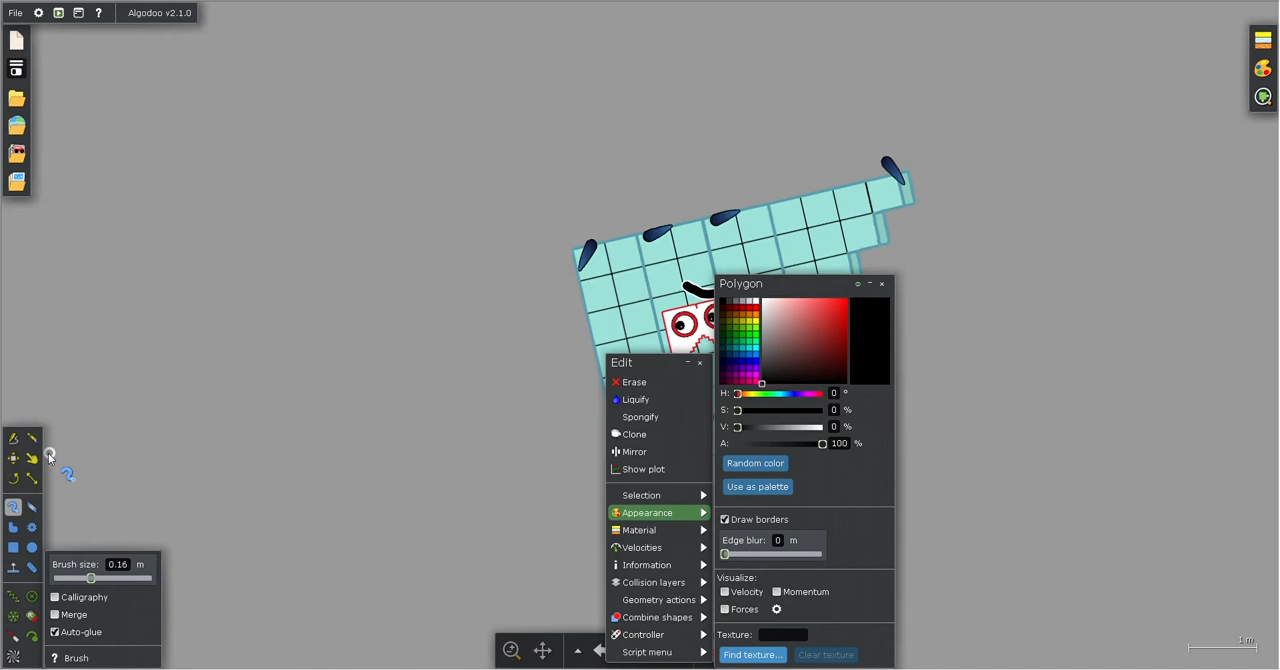 File ? Algodoo v2.1.0
Polygon
H: 0 °
S: 0 %
V: 0 %
A: 100 %
Random color
Use as palette
Draw borders
Edge blur: 0 m
Visualize:
Velocity Momentum
Forces
Texture:
Find texture... Clear texture
Edit
Erase
Liquify
Spongify
Clone
Mirror
Show plot
Selection
Appearance
Material
Velocities
Information
Collision layers
Geometry actions
Combine shapes
Controller
Script menu
Brush size: 0.16 m
Calligraphy
Merge
Auto-glue
? Brush
1 m